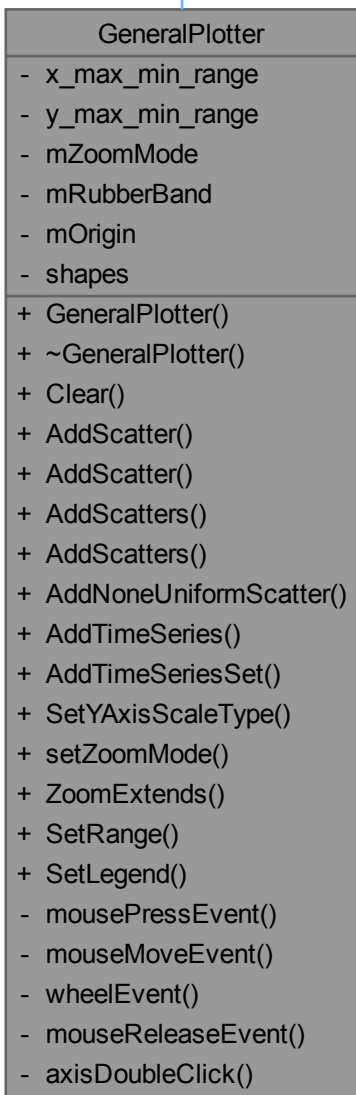 GeneralPlotter
- x_max_min_range
- y_max_min_range
- mZoomMode
- mRubberBand
- mOrigin
- shapes
+ GeneralPlotter()
+ ~GeneralPlotter()
+ Clear()
+ AddScatter()
+ AddScatter()
+ AddScatters()
+ AddScatters()
+ AddNoneUniformScatter()
+ AddTimeSeries()
+ AddTimeSeriesSet()
+ SetYAxisScaleType()
+ setZoomMode()
+ ZoomExtends()
+ SetRange()
+ SetLegend()
- mousePressEvent()
- mouseMoveEvent()
- wheelEvent()
- mouseReleaseEvent()
- axisDoubleClick()